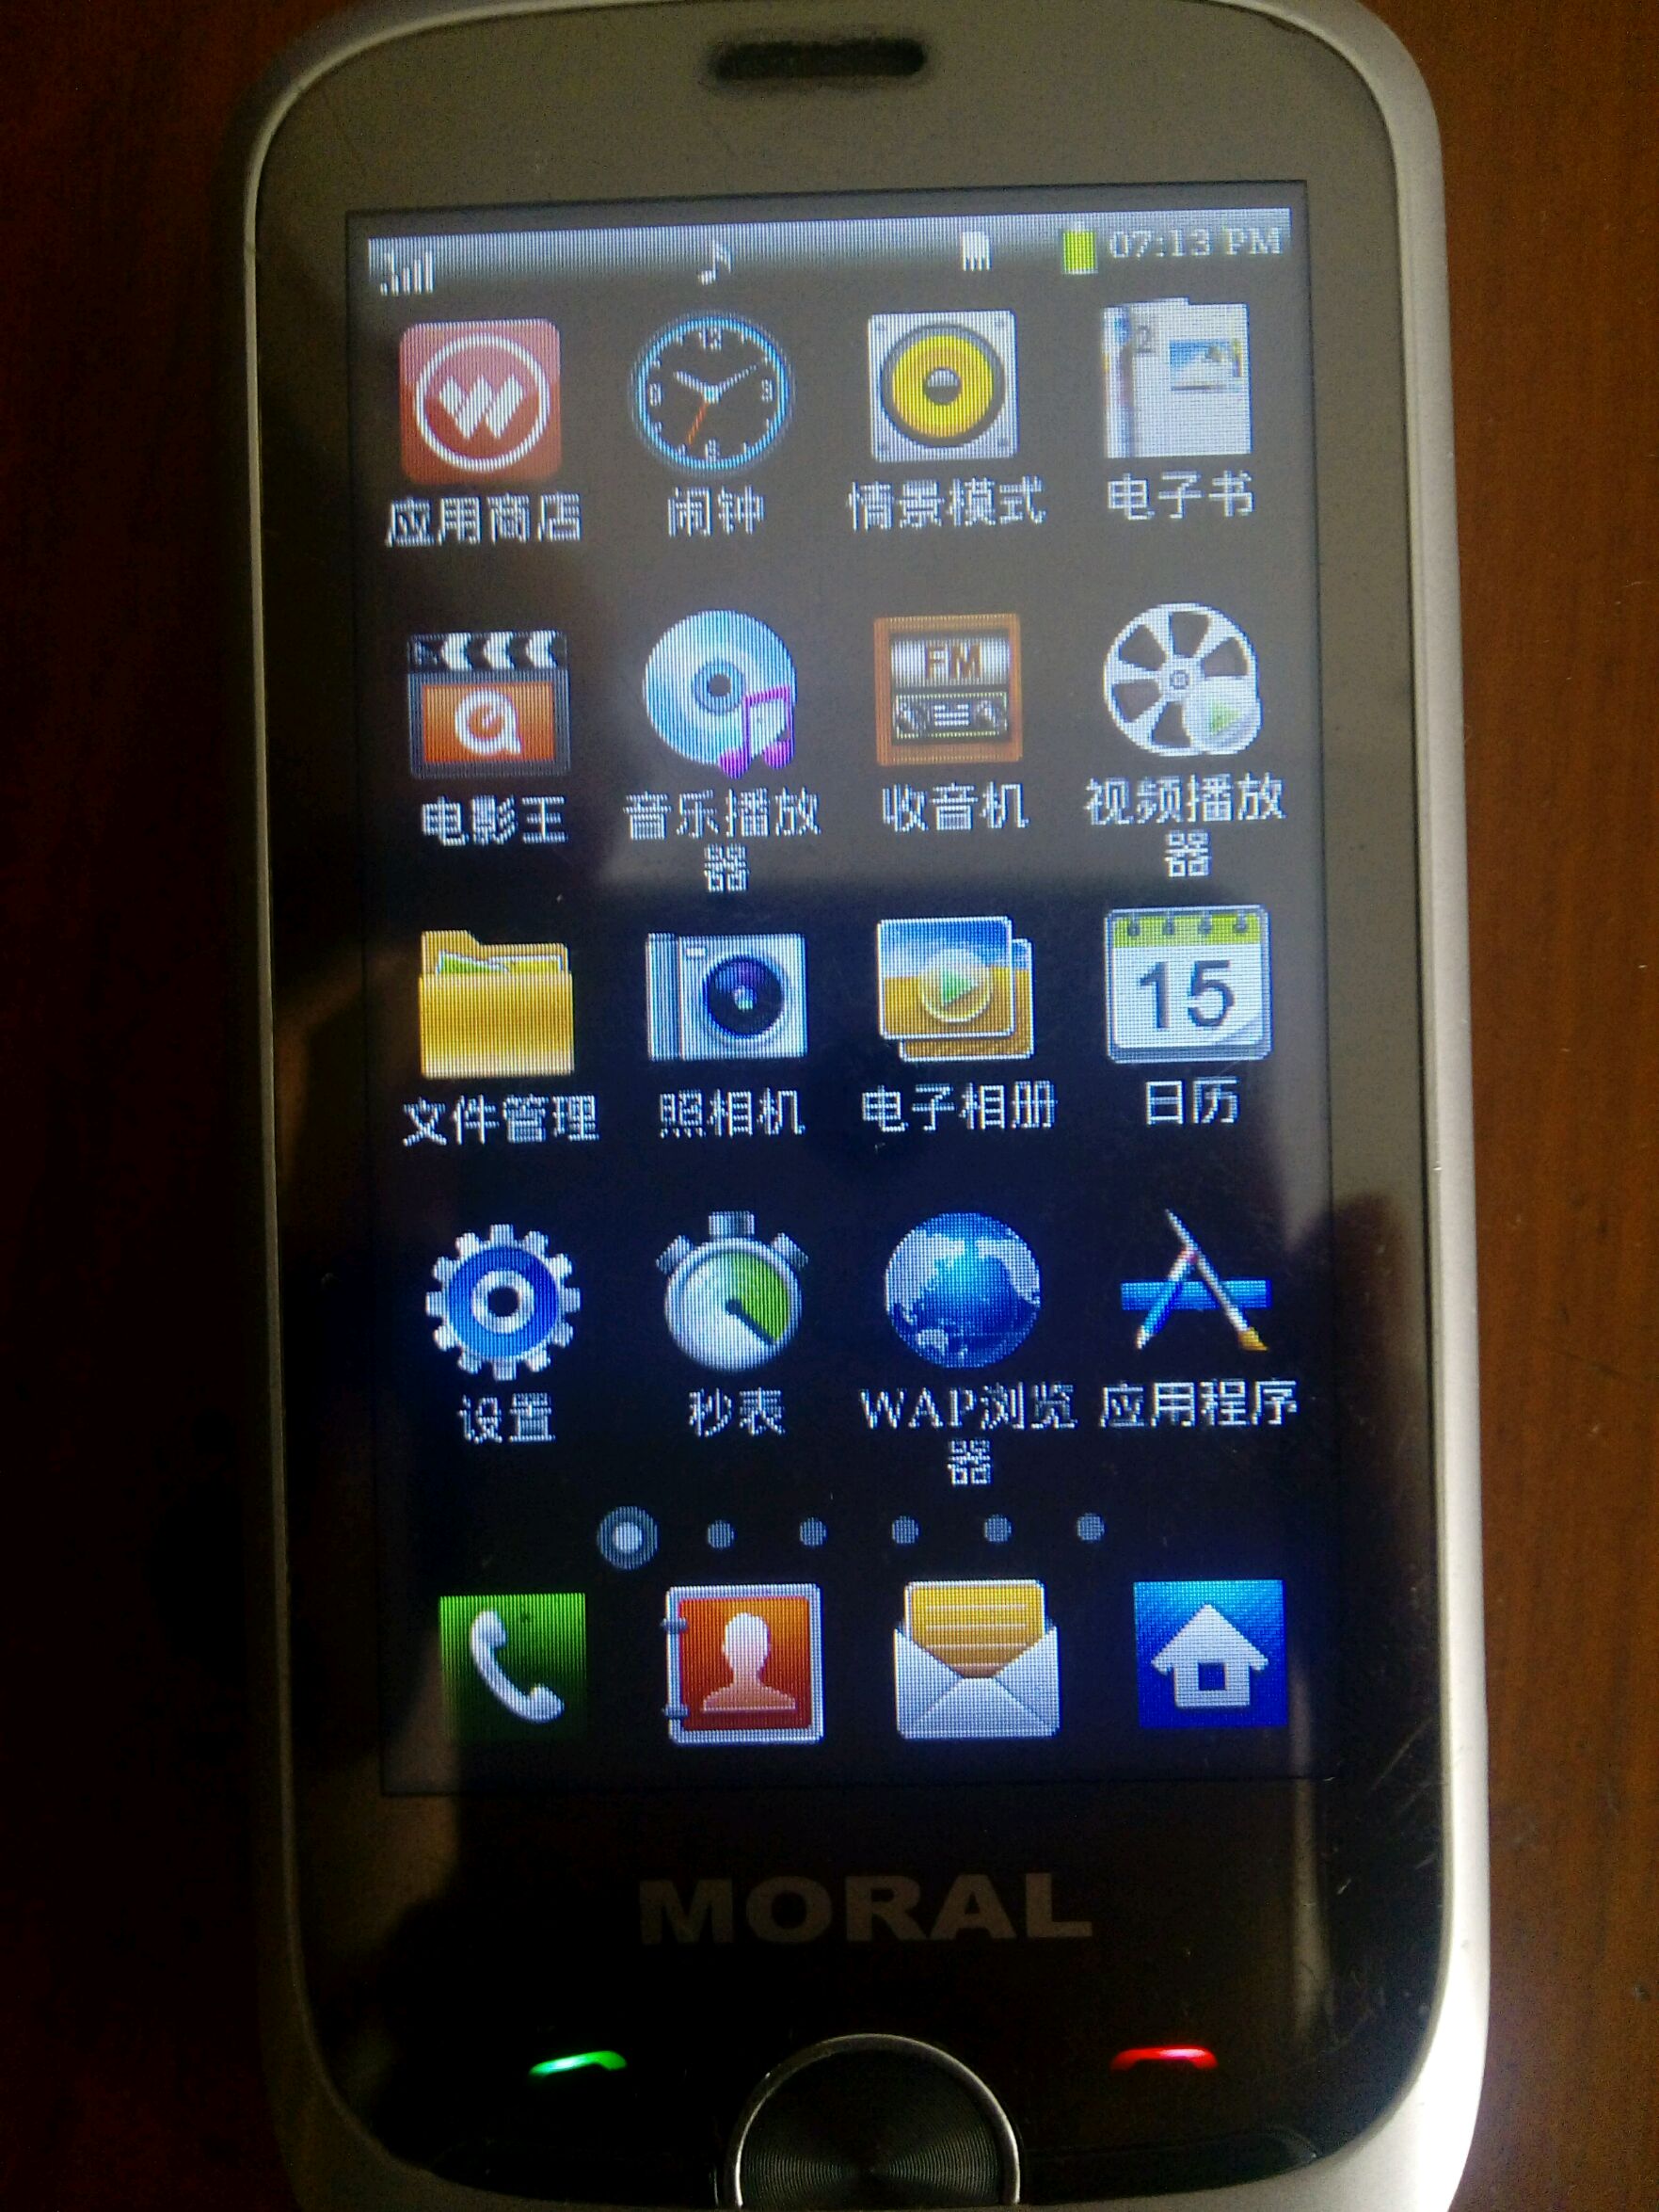 07:13 PM
应用商店
闹钟
情景模式
电子书
FM
电影王
音乐播放
器
收音机
视频播放
器
15
文件管理
照相机
电子相册
日历
设置
秒表
WAP浏览
器
应用程序
MORAL